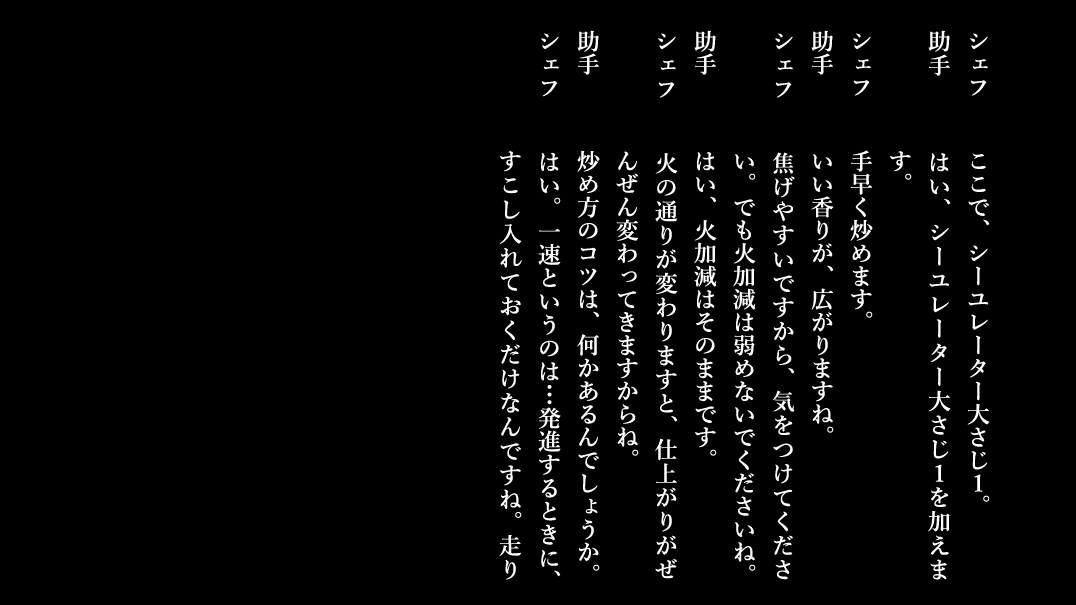 シェフ　ここで、シーユレーター大さじ1。
助手　はい、シーユレーター大さじ1を加えま
す。
シェフ　手早く炒めます。
助手　いい香りが、広がりますね。
シェフ　焦げやすいですから、気をつけてくださ
い。でも火加減は弱めないでくださいね。
助手　はい、火加減はそのままです。
シェフ　火の通りが変わりますと、仕上がりがぜ
んぜん変わってきますからね。
助手　炒め方のコツは、何かあるんでしょうか。
シェフ　はい。一速というのは…発進するときに、
すこし入れておくだけなんですね。走り